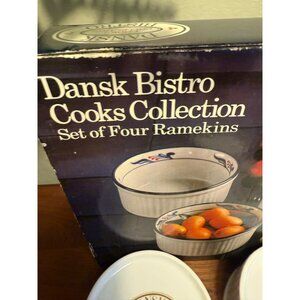 Dansk Bistro
Cooks Collection
Set of Four Ramekins